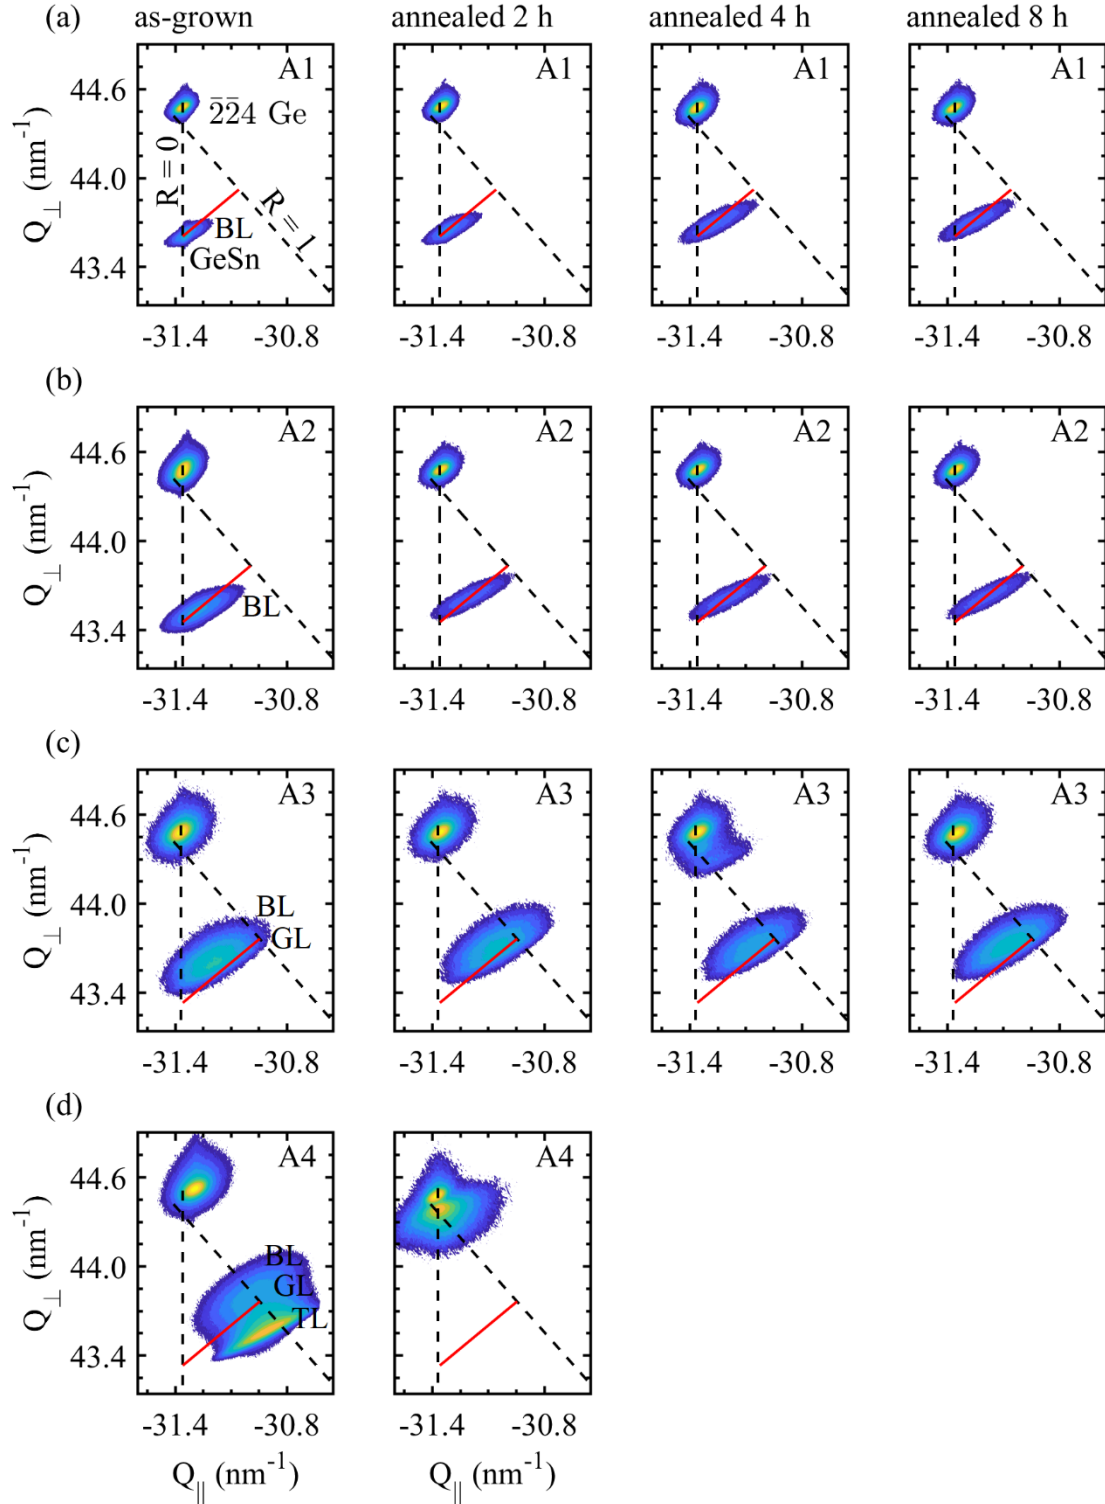 (a) as-grown annealed 2 h annealed 4 h annealed 8 h
A1 A1 A1 A1
2̄2̄4 Ge
R = 0
R = 1
BL
GeSn
44.6
44.0
43.4
Q⊥ (nm⁻¹)
-31.4 -30.8 -31.4 -30.8 -31.4 -30.8 -31.4 -30.8
(b)
A2 A2 A2 A2
BL
44.6
44.0
43.4
Q⊥ (nm⁻¹)
-31.4 -30.8 -31.4 -30.8 -31.4 -30.8 -31.4 -30.8
(c)
A3 A3 A3 A3
BL
GL
44.6
44.0
43.4
Q⊥ (nm⁻¹)
-31.4 -30.8 -31.4 -30.8 -31.4 -30.8 -31.4 -30.8
(d)
A4 A4
BL
GL
TL
44.6
44.0
43.4
Q⊥ (nm⁻¹)
-31.4 -30.8 -31.4 -30.8
Q|| (nm⁻¹) Q|| (nm⁻¹)